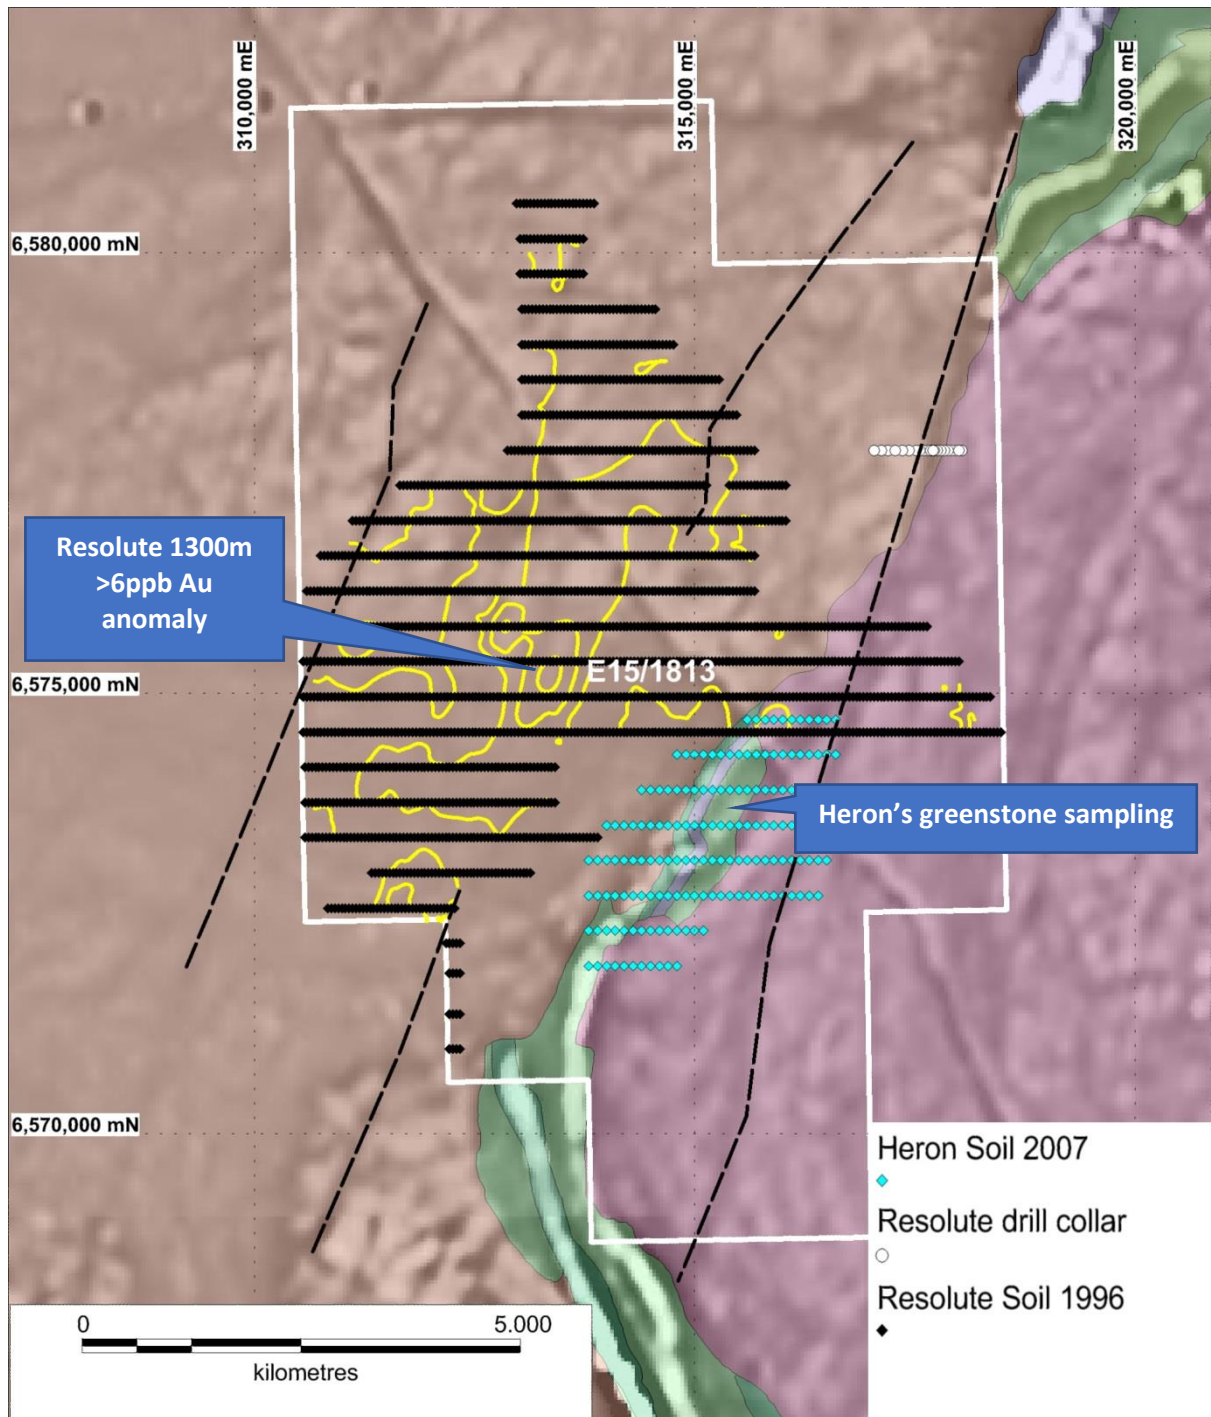 310,000 mE
315,000 mE
320,000 mE
6,580,000 mN
Resolute 1300m
>6ppb Au
anomaly
E15/1813
6,575,000 mN
Heron’s greenstone sampling
6,570,000 mN
Heron Soil 2007
Resolute drill collar
Resolute Soil 1996
0
5.000
kilometres